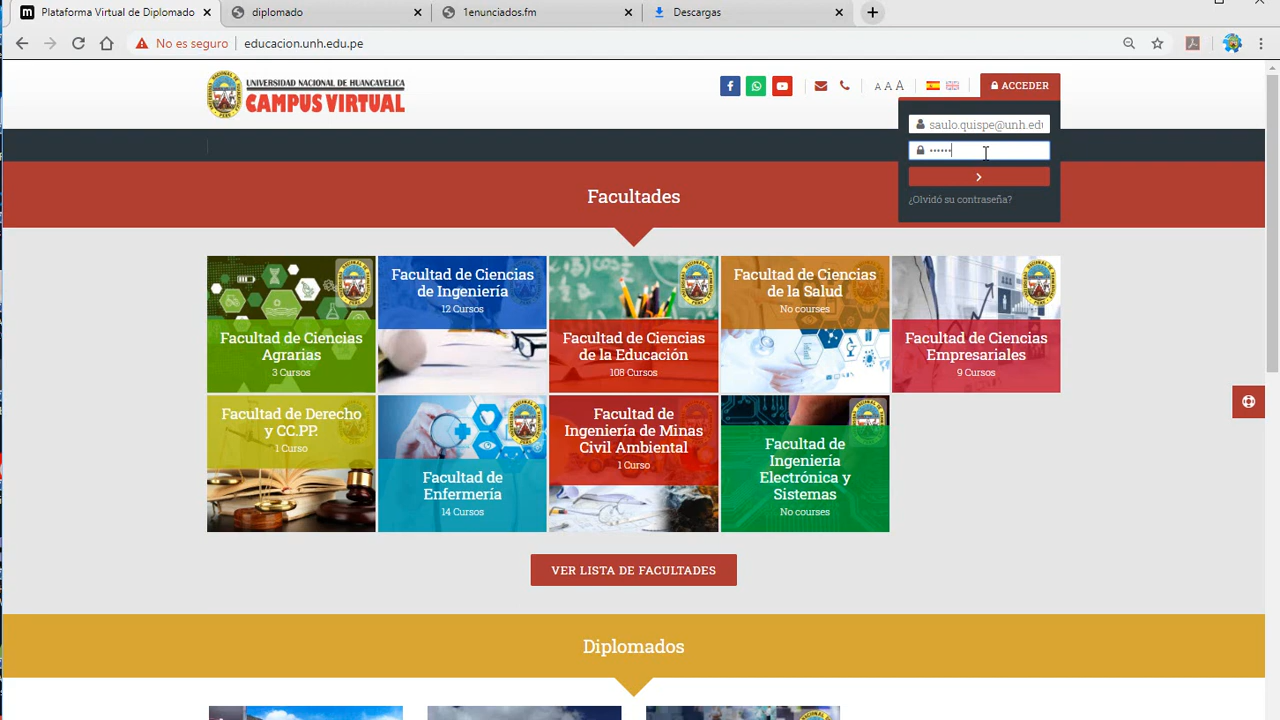 Plataforma Virtual de Diplomado
diplomado
1enunciados.fio
Descargas
No es seguro
educacion.unh.edu.pe
UNIVERSIDAD NACIONAL DE HUANCAVELICA
CAMPUS VIRTUAL
A A A
ACCEDER
saulo.quispe@unh.edu
¿Olvidó su contraseña?
Facultades
Facultad de Ciencias
Agrarias
3 Cursos
Facultad de Ciencias
de Ingeniería
12 Cursos
Facultad de Ciencias
de la Educación
108 Cursos
Facultad de Ciencias
de la Salud
No courses
Facultad de Ciencias
Empresariales
9 Cursos
Facultad de Derecho
y CC.PP.
1 Curso
Facultad de
Enfermería
14 Cursos
Facultad de
Ingeniería de Minas
Civil Ambiental
1 Curso
Facultad de
Ingeniería
Electrónica y
Sistemas
No courses
VER LISTA DE FACULTADES
Diplomados